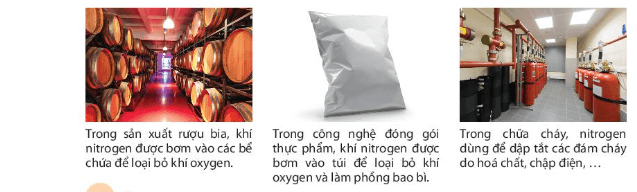 Trong sản xuất rượu bia, khí
nitrogen được bơm vào các bể
chứa để loại bỏ khí oxygen.
Trong công nghệ đóng gói
thực phẩm, khí nitrogen được
bơm vào túi để loại bỏ khí
oxygen và làm phồng bao bì.
Trong chữa cháy, nitrogen
dùng để dập tắt các đám cháy
do hoá chất, chập điện, …